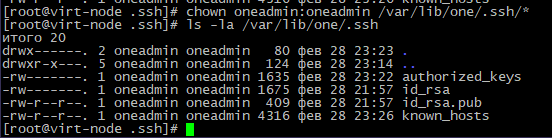 [root@virt-node .ssh]# chown oneadmin:oneadmin /var/lib/one/.ssh/*
[root@virt-node .ssh]# ls -la /var/lib/one/.ssh
итого 20
drwx------. 2 oneadmin oneadmin   80 фев 28 23:23 .
drwxr-x---. 5 oneadmin oneadmin  124 фев 28 23:14 ..
-rw-------. 1 oneadmin oneadmin 1635 фев 28 23:22 authorized_keys
-rw-------. 1 oneadmin oneadmin 1675 фев 28 21:57 id_rsa
-rw-r--r--. 1 oneadmin oneadmin  409 фев 28 21:57 id_rsa.pub
-rw-r--r--. 1 oneadmin oneadmin 4316 фев 28 23:26 known_hosts
[root@virt-node .ssh]#